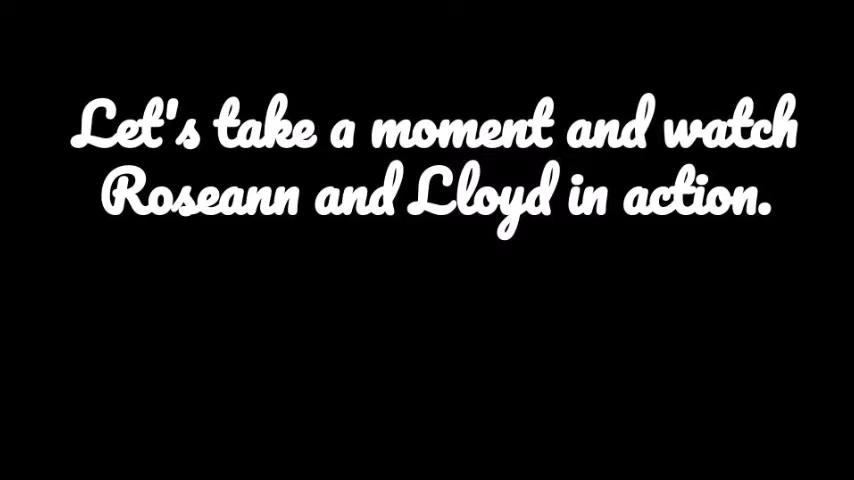 Let's take a moment and watch
Roseann and Lloyd in action.